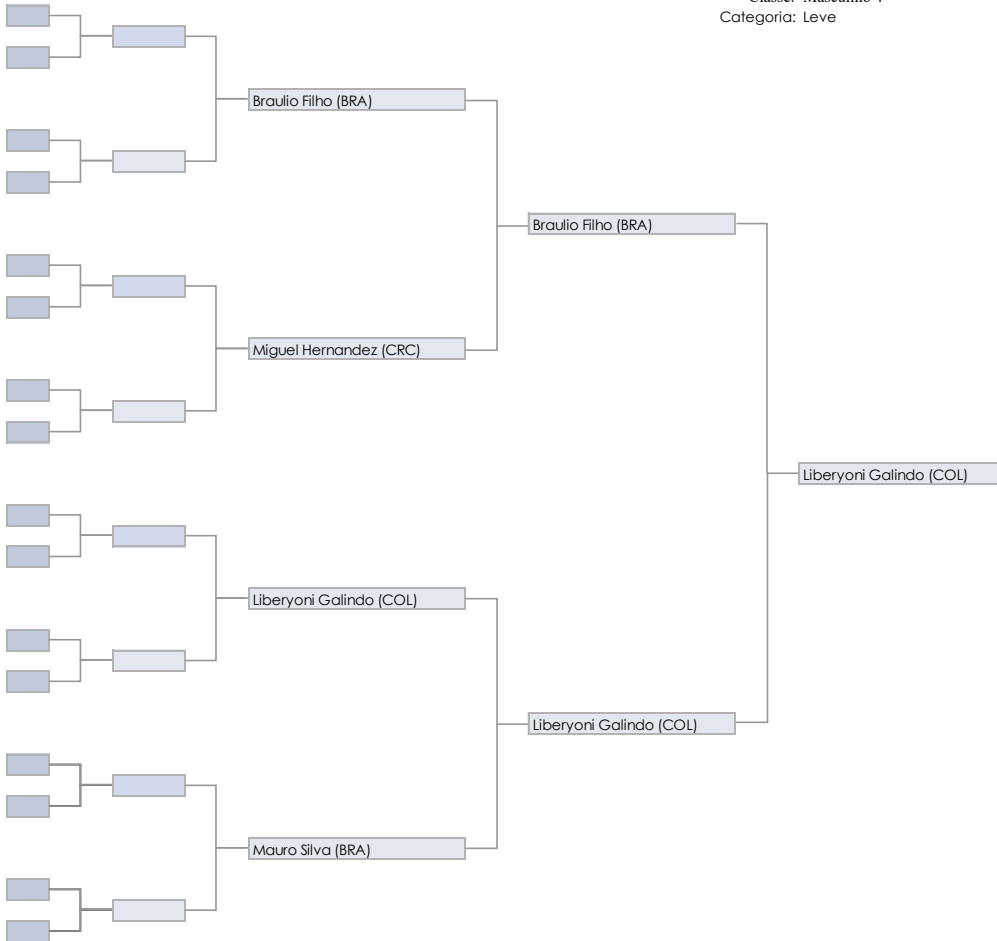 Categoria: Leve
Braulio Filho (BRA)
Braulio Filho (BRA)
Miguel Hernandez (CRC)
Liberyoni Galindo (COL)
Liberyoni Galindo (COL)
Liberyoni Galindo (COL)
Mauro Silva (BRA)